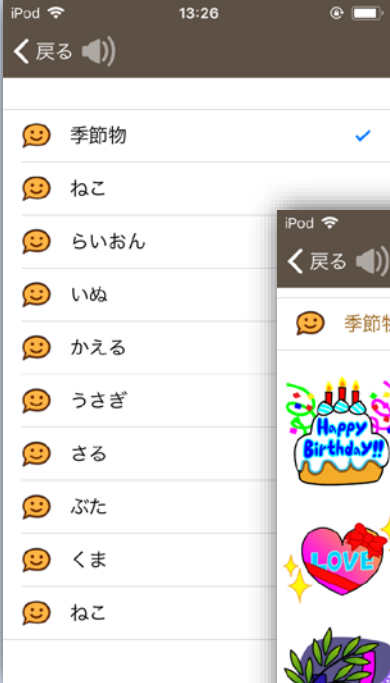 iPod 13:26
戻る
季節物
ねこ
らいおん
いぬ
かえる
うさぎ
さる
ぶた
くま
ねこ
iPod
戻る
季節物
Happy
Birthday!!
LOVE